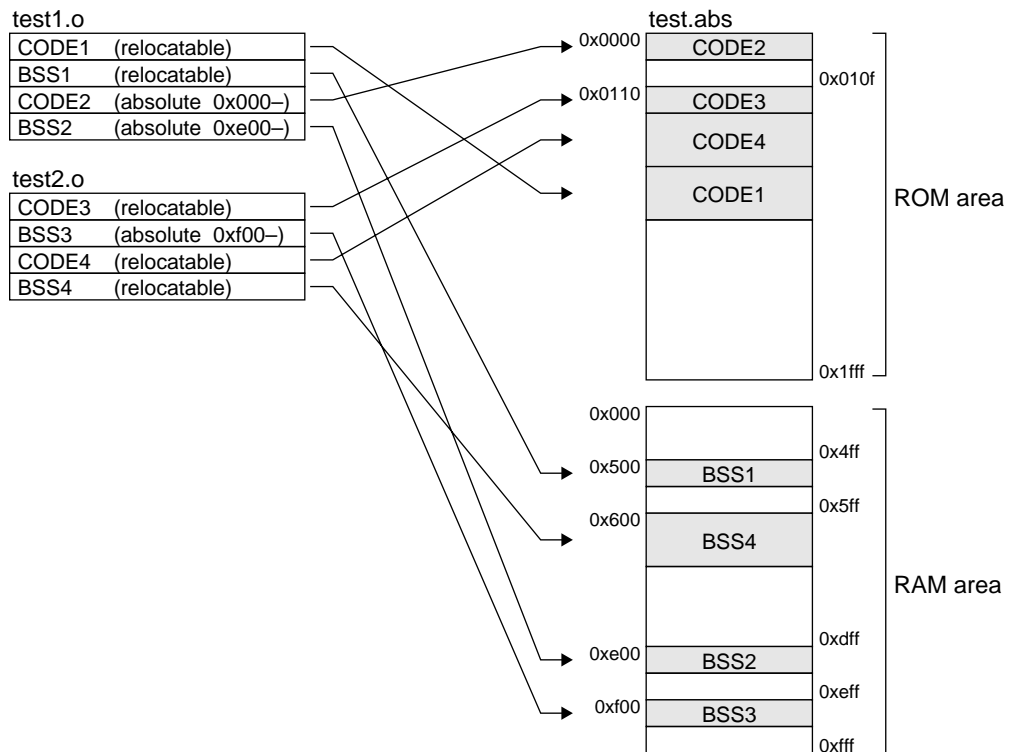 test1.o
CODE1 (relocatable)
BSS1 (relocatable)
CODE2 (absolute 0x000–)
BSS2 (absolute 0xe00–)
test2.o
CODE3 (relocatable)
BSS3 (absolute 0xf00–)
CODE4 (relocatable)
BSS4 (relocatable)
test.abs
0x0000
CODE2
0x010f
0x0110
CODE3
CODE4
CODE1
ROM area
0x1fff
0x000
0x4ff
0x500
BSS1
0x5ff
0x600
BSS4
RAM area
0xdff
0xe00
BSS2
0xeff
0xf00
BSS3
0xfff